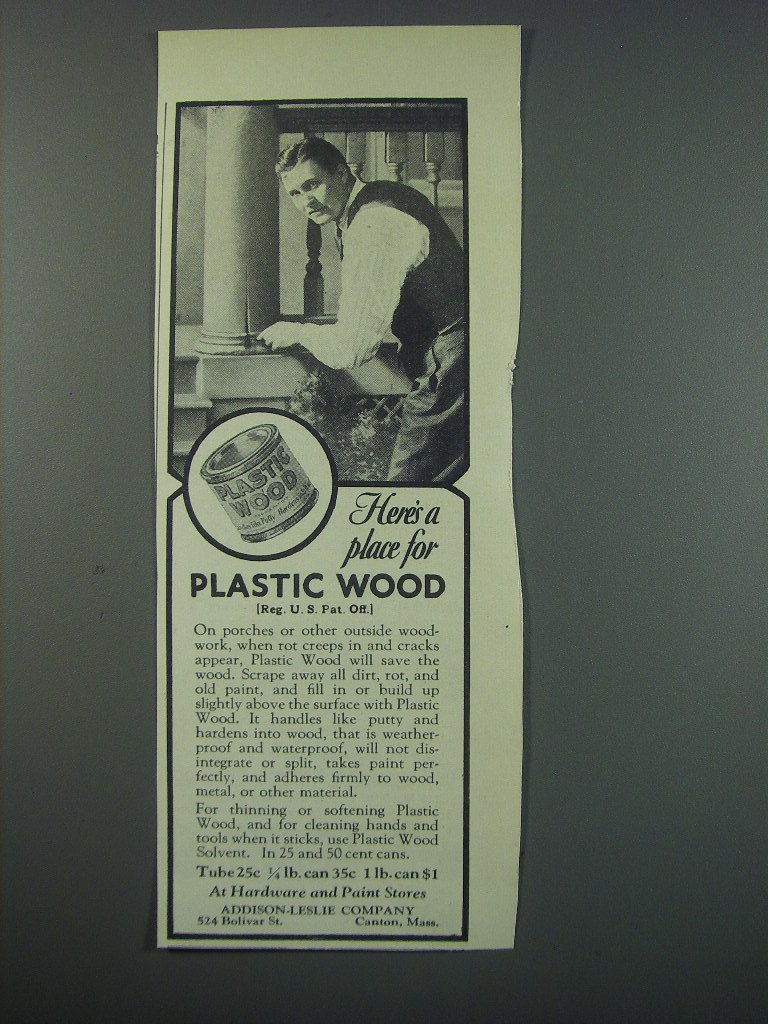 PLASTIC
WOOD
Handles like Putty Hardens
Here's a
place for
PLASTIC WOOD
[Reg. U. S. Pat. Off.]
On porches or other outside wood-
work, when rot creeps in and cracks
appear, Plastic Wood will save the
wood. Scrape away all dirt, rot, and
old paint, and fill in or build up
slightly above the surface with Plastic
Wood. It handles like putty and
hardens into wood, that is weather-
proof and waterproof, will not dis-
integrate or split, takes paint per-
fectly, and adheres firmly to wood,
metal, or other material.
For thinning or softening Plastic
Wood, and for cleaning hands and
tools when it sticks, use Plastic Wood
Solvent. In 25 and 50 cent cans.
Tube 25c ¼ lb. can 35c 1 lb. can $1
At Hardware and Paint Stores
ADDISON-LESLIE COMPANY
524 Bolivar St. Canton, Mass.